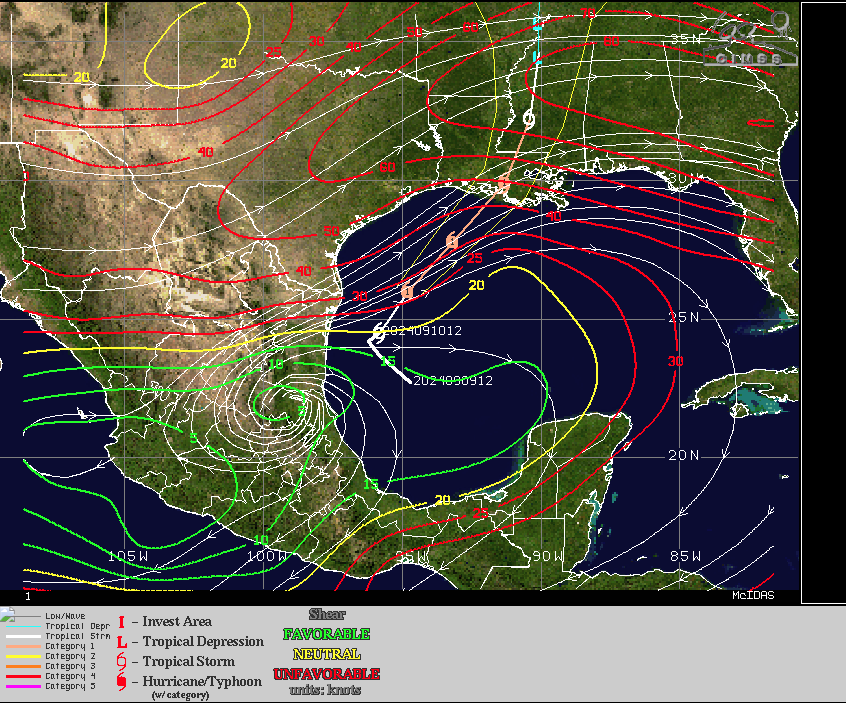 70
20
20
25
30
40
50
60
60
35N
CIMSS
40
60
30N
50
40
40
30
25
20
25N
2024091012
15
10
30
2024090912
5
5
20N
15
20
25
10
105W
100W
95W
90W
85W
1
McIDAS
Low/Wave
Tropical Depr
Tropical Strm
Category 1
Category 2
Category 3
Category 4
Category 5
I - Invest Area
L - Tropical Depression
- Tropical Storm
- Hurricane/Typhoon
(w/category)
Shear
FAVORABLE
NEUTRAL
UNFAVORABLE
units: knots